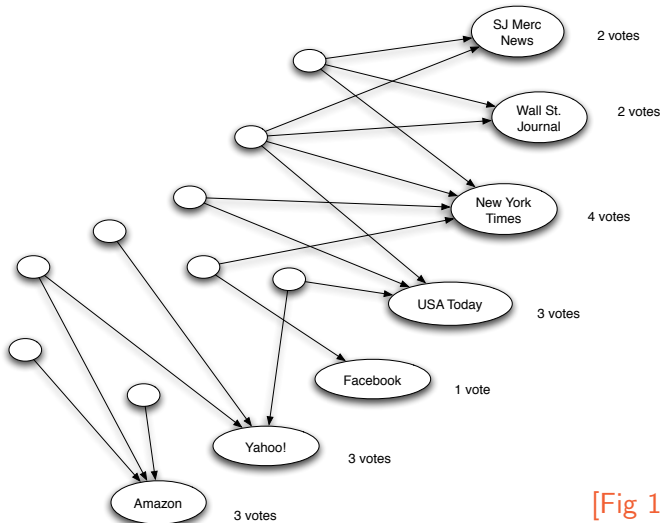 SJ Merc
News
2 votes
Wall St.
Journal
2 votes
New York
Times
4 votes
USA Today
3 votes
Facebook
1 vote
Yahoo!
3 votes
Amazon
3 votes
[Fig 1